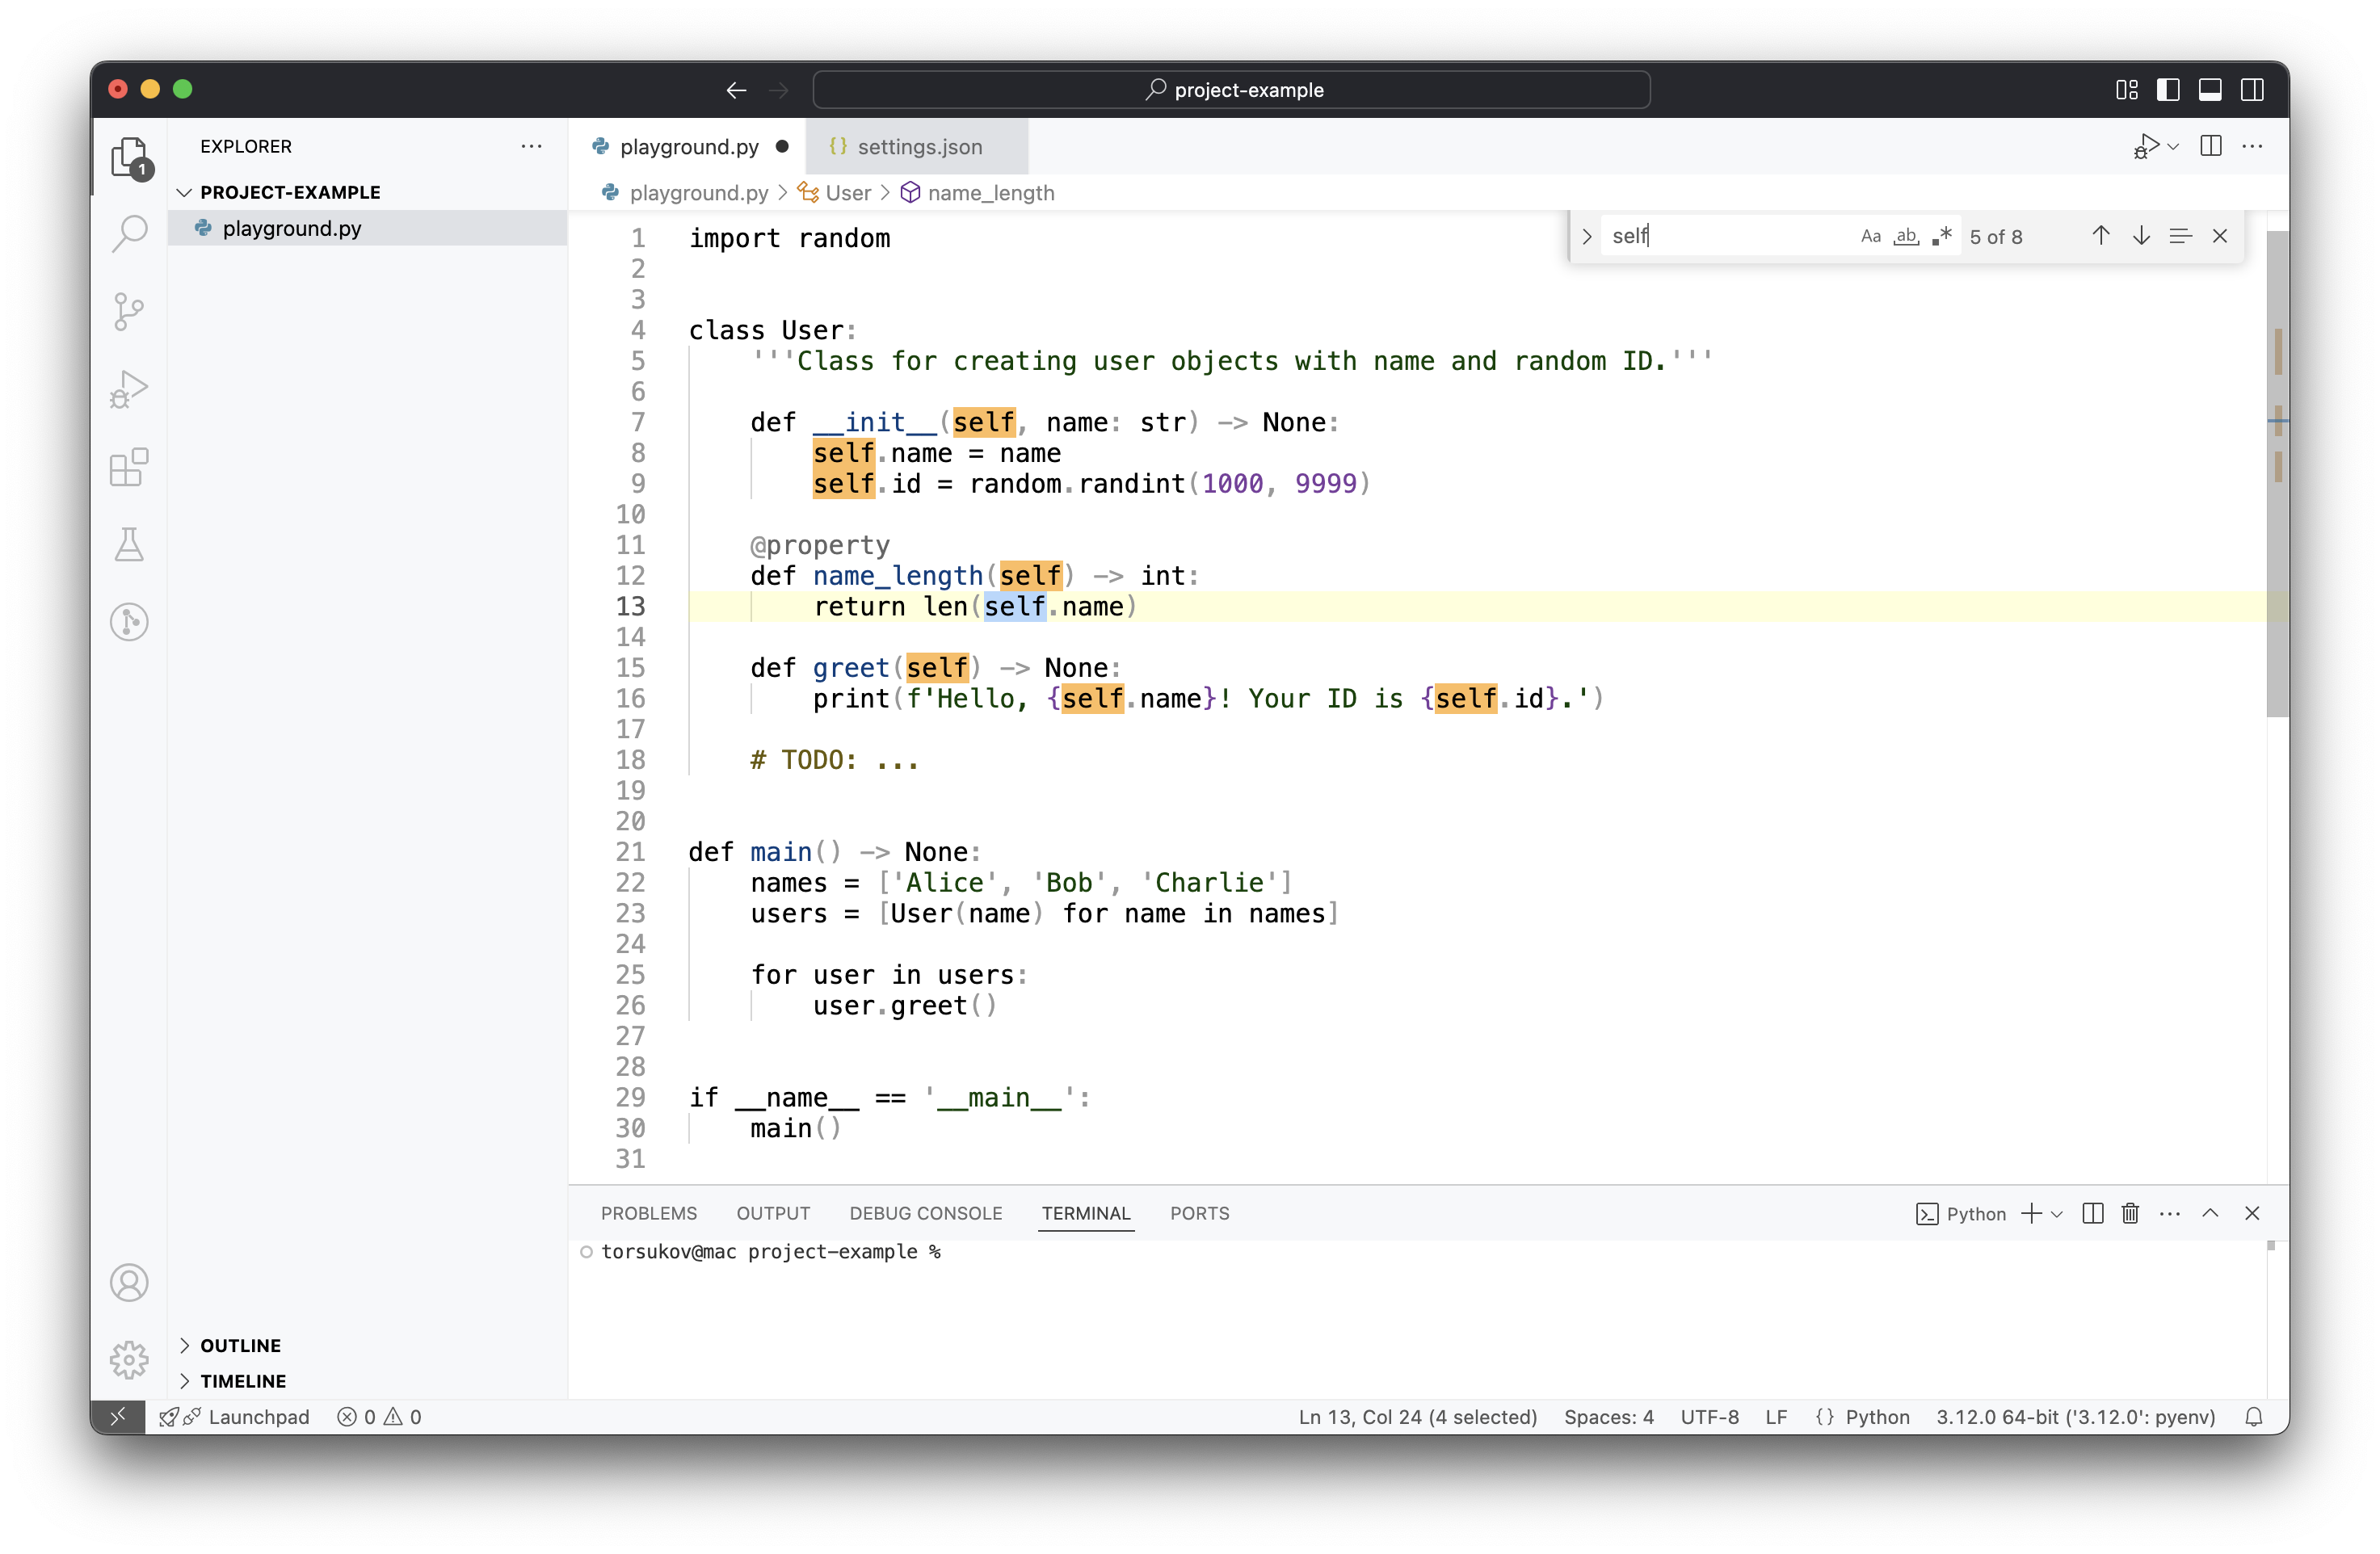 project-example
EXPLORER
PROJECT-EXAMPLE
playground.py
1
playground.py
settings.json
playground.py > User > name_length
self
Aa ab .* 5 of 8
1 import random
2
3
4 class User:
5     '''Class for creating user objects with name and random ID.'''
6
7     def __init__(self, name: str) -> None:
8         self.name = name
9         self.id = random.randint(1000, 9999)
10
11     @property
12     def name_length(self) -> int:
13         return len(self.name)
14
15     def greet(self) -> None:
16         print(f'Hello, {self.name}! Your ID is {self.id}.')
17
18     # TODO: ...
19
20
21 def main() -> None:
22     names = ['Alice', 'Bob', 'Charlie']
23     users = [User(name) for name in names]
24
25     for user in users:
26         user.greet()
27
28
29 if __name__ == '__main__':
30     main()
31
PROBLEMS OUTPUT DEBUG CONSOLE TERMINAL PORTS
Python
torsukov@mac project-example %
OUTLINE
TIMELINE
Launchpad 0 0
Ln 13, Col 24 (4 selected) Spaces: 4 UTF-8 LF {} Python 3.12.0 64-bit ('3.12.0': pyenv)